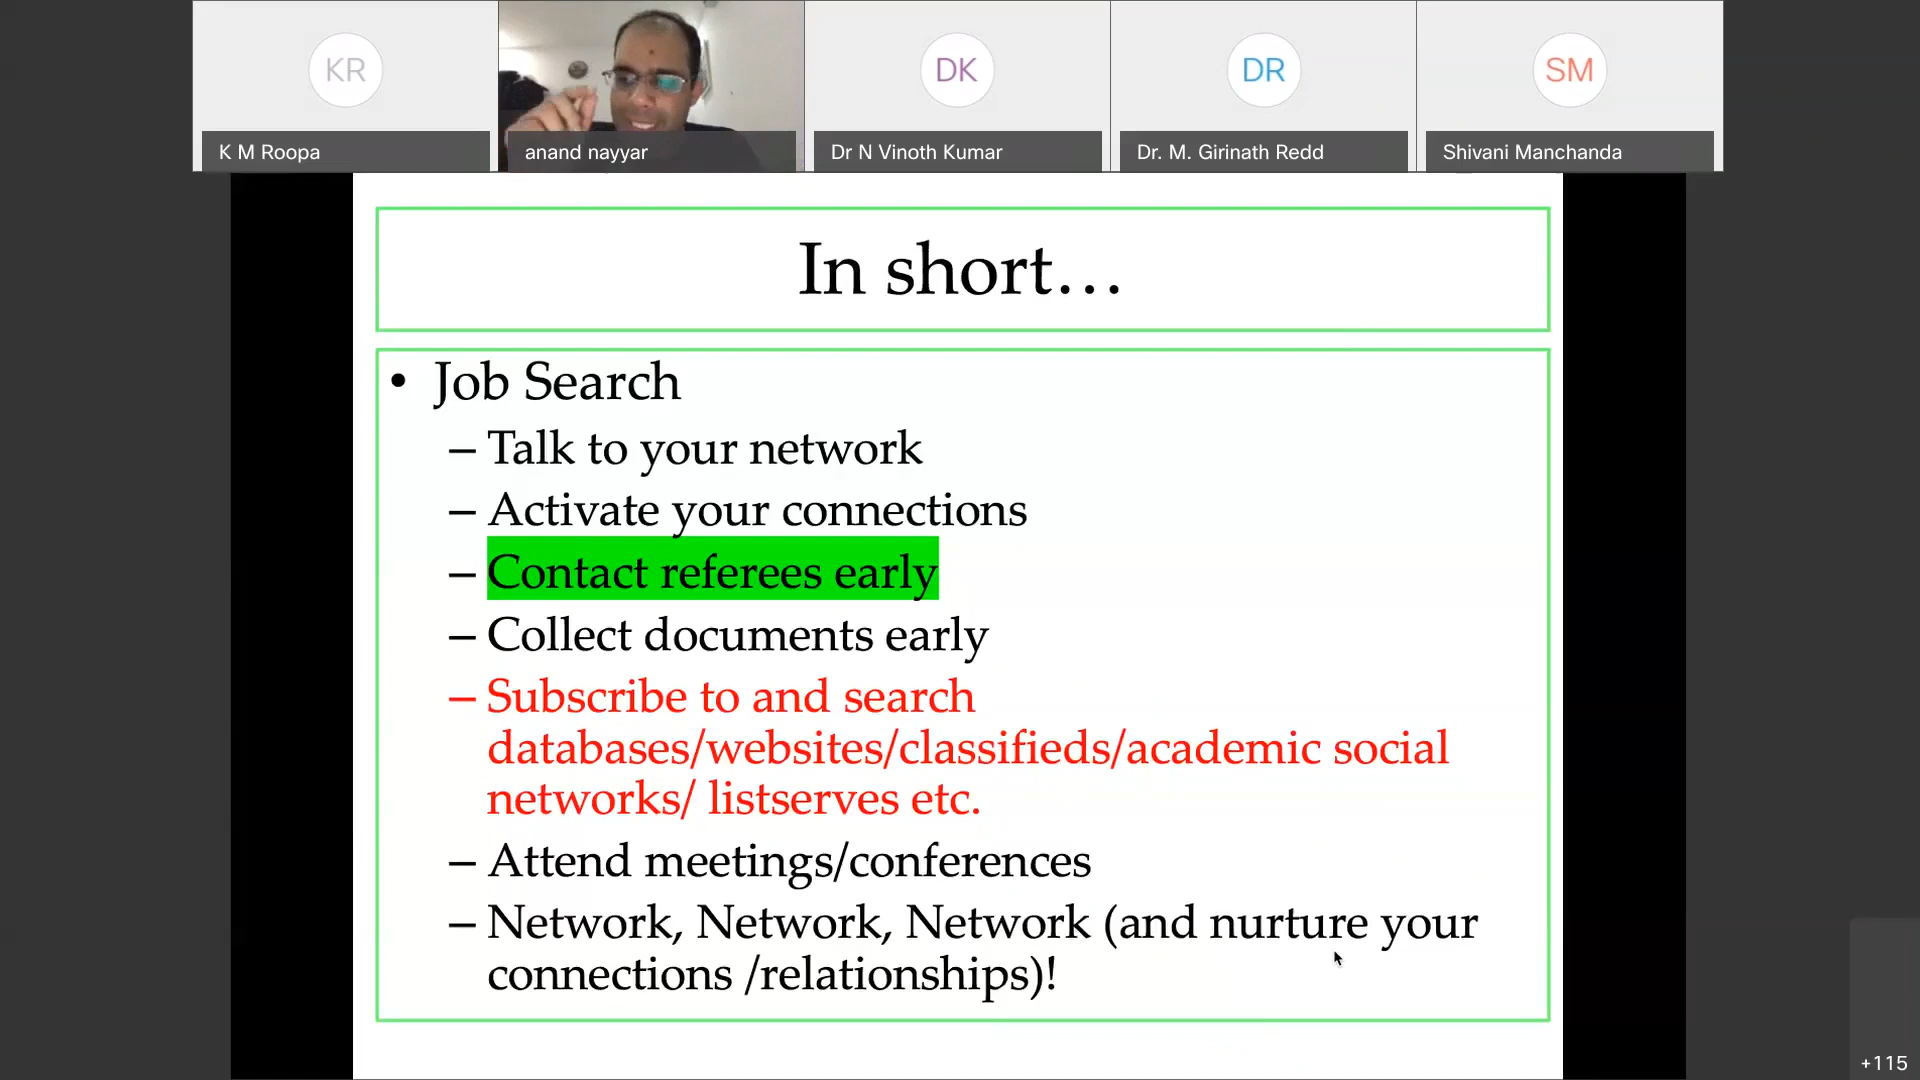 KR
DK
DR
SM
K M Roopa
anand nayyar
Dr N Vinoth Kumar
Dr. M. Girinath Redd
Shivani Manchanda
In short…
• Job Search
– Talk to your network
– Activate your connections
– Contact referees early
– Collect documents early
– Subscribe to and search
databases/websites/classifieds/academic social
networks/ listserves etc.
– Attend meetings/conferences
– Network, Network, Network (and nurture your
connections /relationships)!
+115